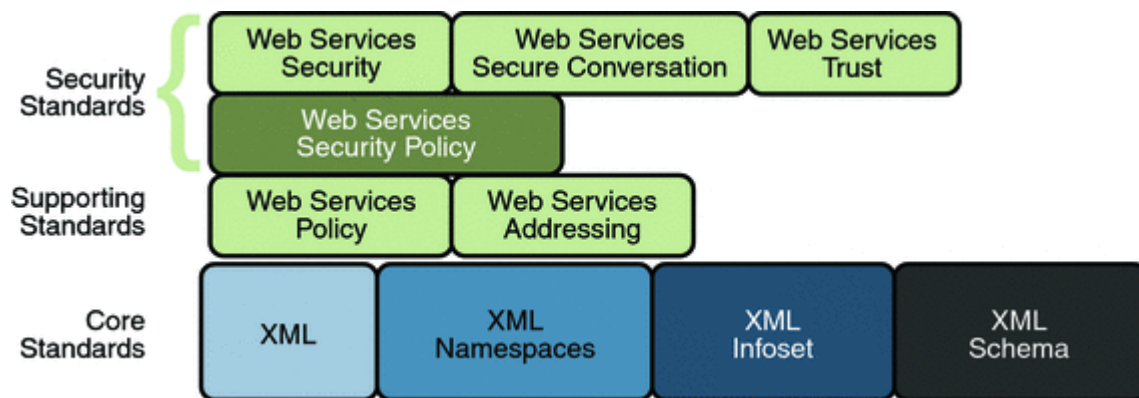 Security
Standards
Web Services
Security
Web Services
Secure Conversation
Web Services
Trust
Web Services
Security Policy
Supporting
Standards
Web Services
Policy
Web Services
Addressing
Core
Standards
XML
XML
Namespaces
XML
Infoset
XML
Schema